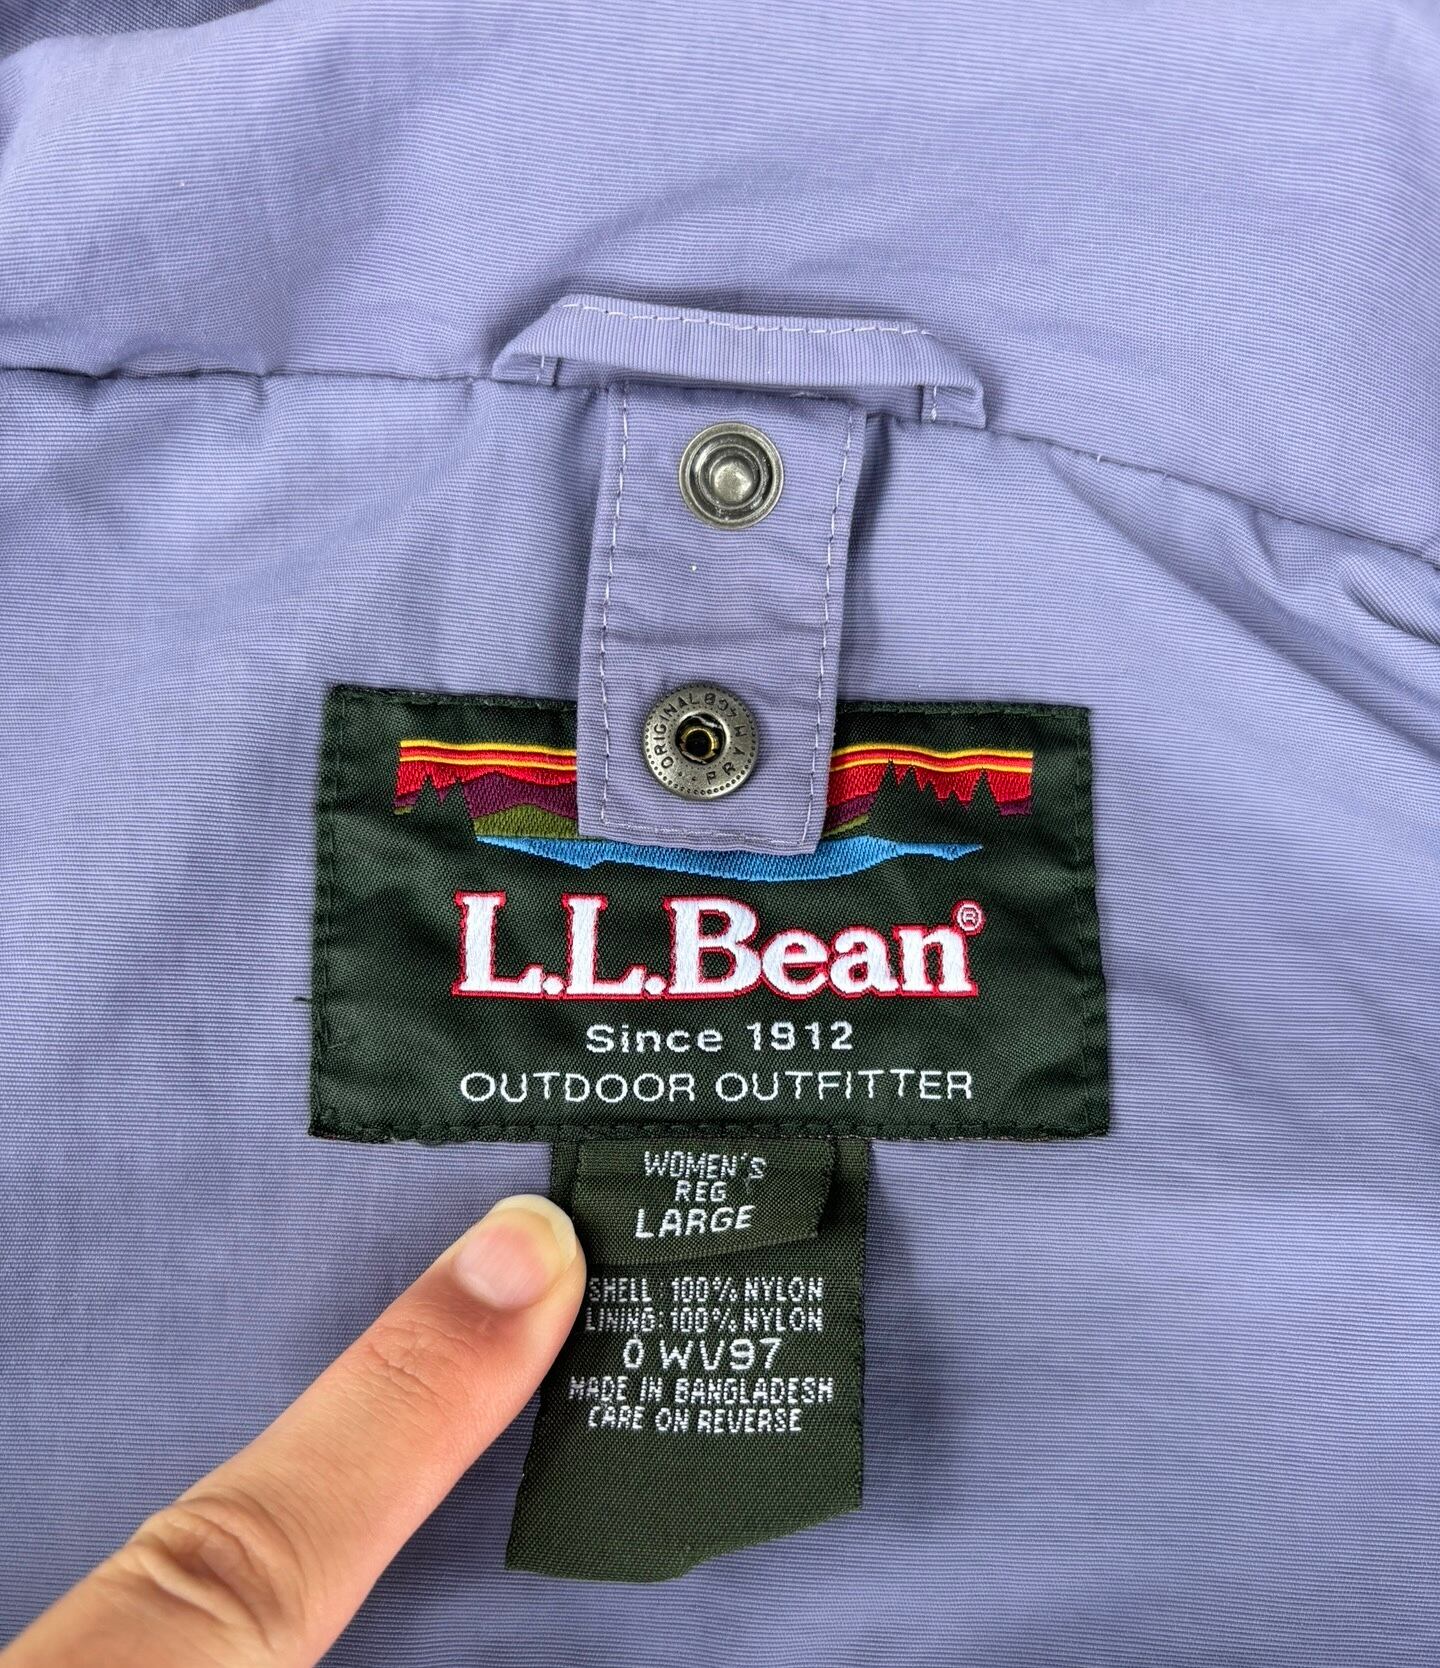 ORIGINAL
L.L.Bean®
Since 1912
OUTDOOR OUTFITTER
WOMEN'S
REG
LARGE
SHELL: 100% NYLON
LINING: 100% NYLON
0 WV97
MADE IN BANGLADESH
CARE ON REVERSE